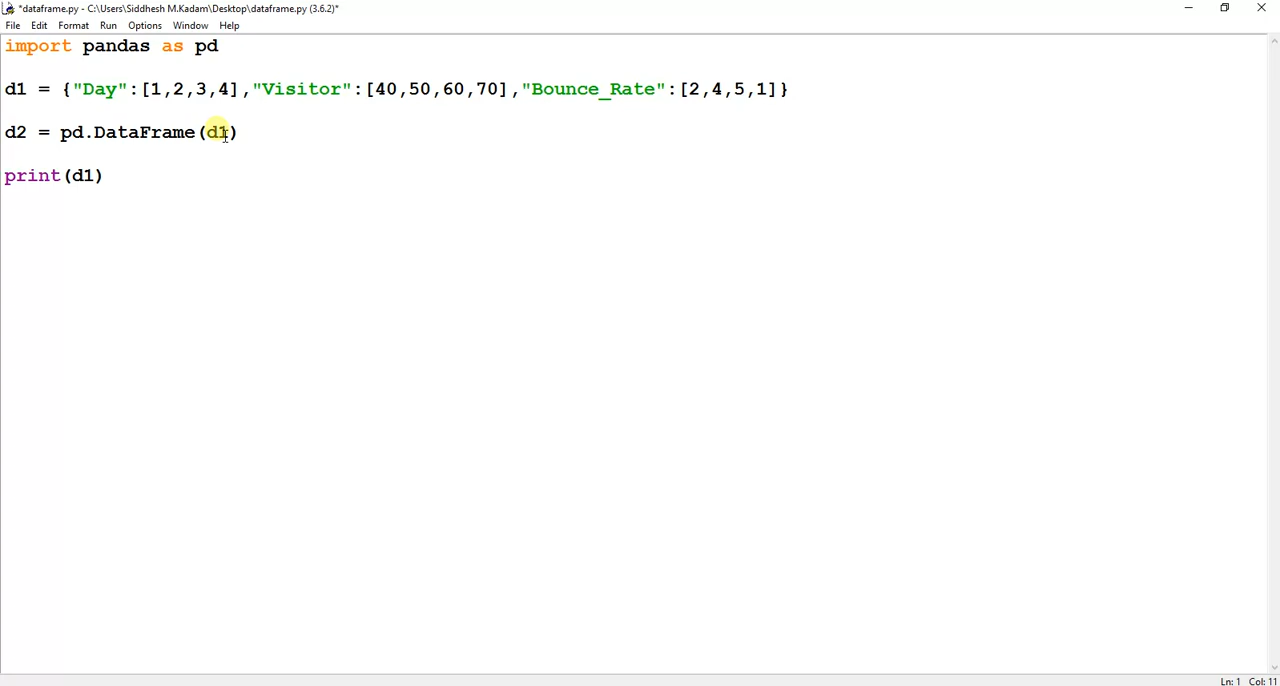 *dataframe.py - C:\Users\Siddhesh M.Kadam\Desktop\dataframe.py (3.6.2)*
File Edit Format Run Options Window Help
import pandas as pd
d1 = {"Day":[1,2,3,4],"Visitor":[40,50,60,70],"Bounce_Rate":[2,4,5,1]}
d2 = pd.DataFrame(d1)
print(d1)
Ln: 1 Col: 11